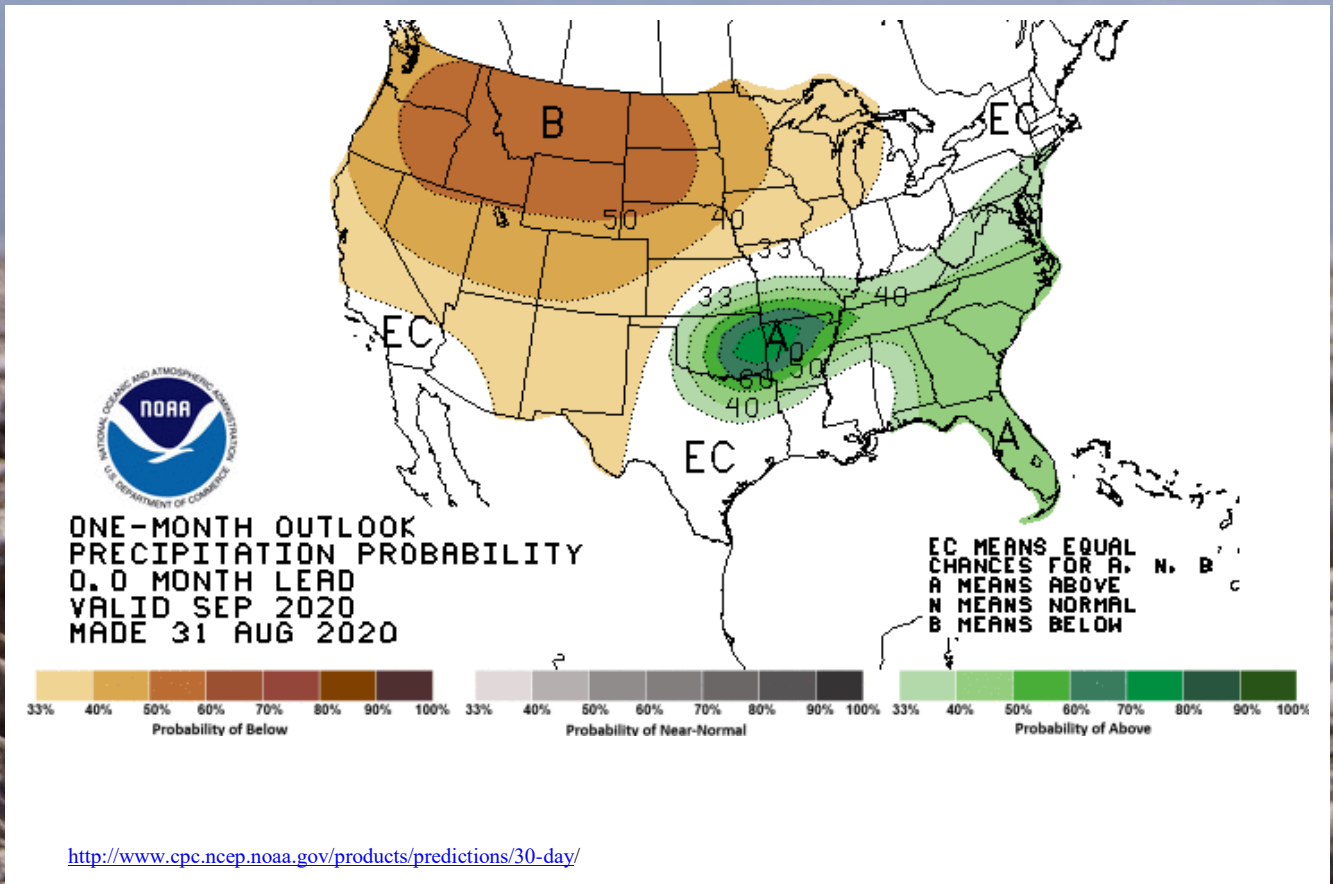 B
EC
50
40
33
33
40
EC
A
70
50
60
40
EC
A
NATIONAL OCEANIC AND ATMOSPHERIC ADMINISTRATION
NOAA
U.S. DEPARTMENT OF COMMERCE
ONE-MONTH OUTLOOK
PRECIPITATION PROBABILITY
0.0 MONTH LEAD
VALID SEP 2020
MADE 31 AUG 2020
EC MEANS EQUAL
CHANCES FOR A, N, B
A MEANS ABOVE
N MEANS NORMAL
B MEANS BELOW
33% 40% 50% 60% 70% 80% 90% 100%
Probability of Below
33% 40% 50% 60% 70% 80% 90% 100%
Probability of Near-Normal
33% 40% 50% 60% 70% 80% 90% 100%
Probability of Above
http://www.cpc.ncep.noaa.gov/products/predictions/30-day/